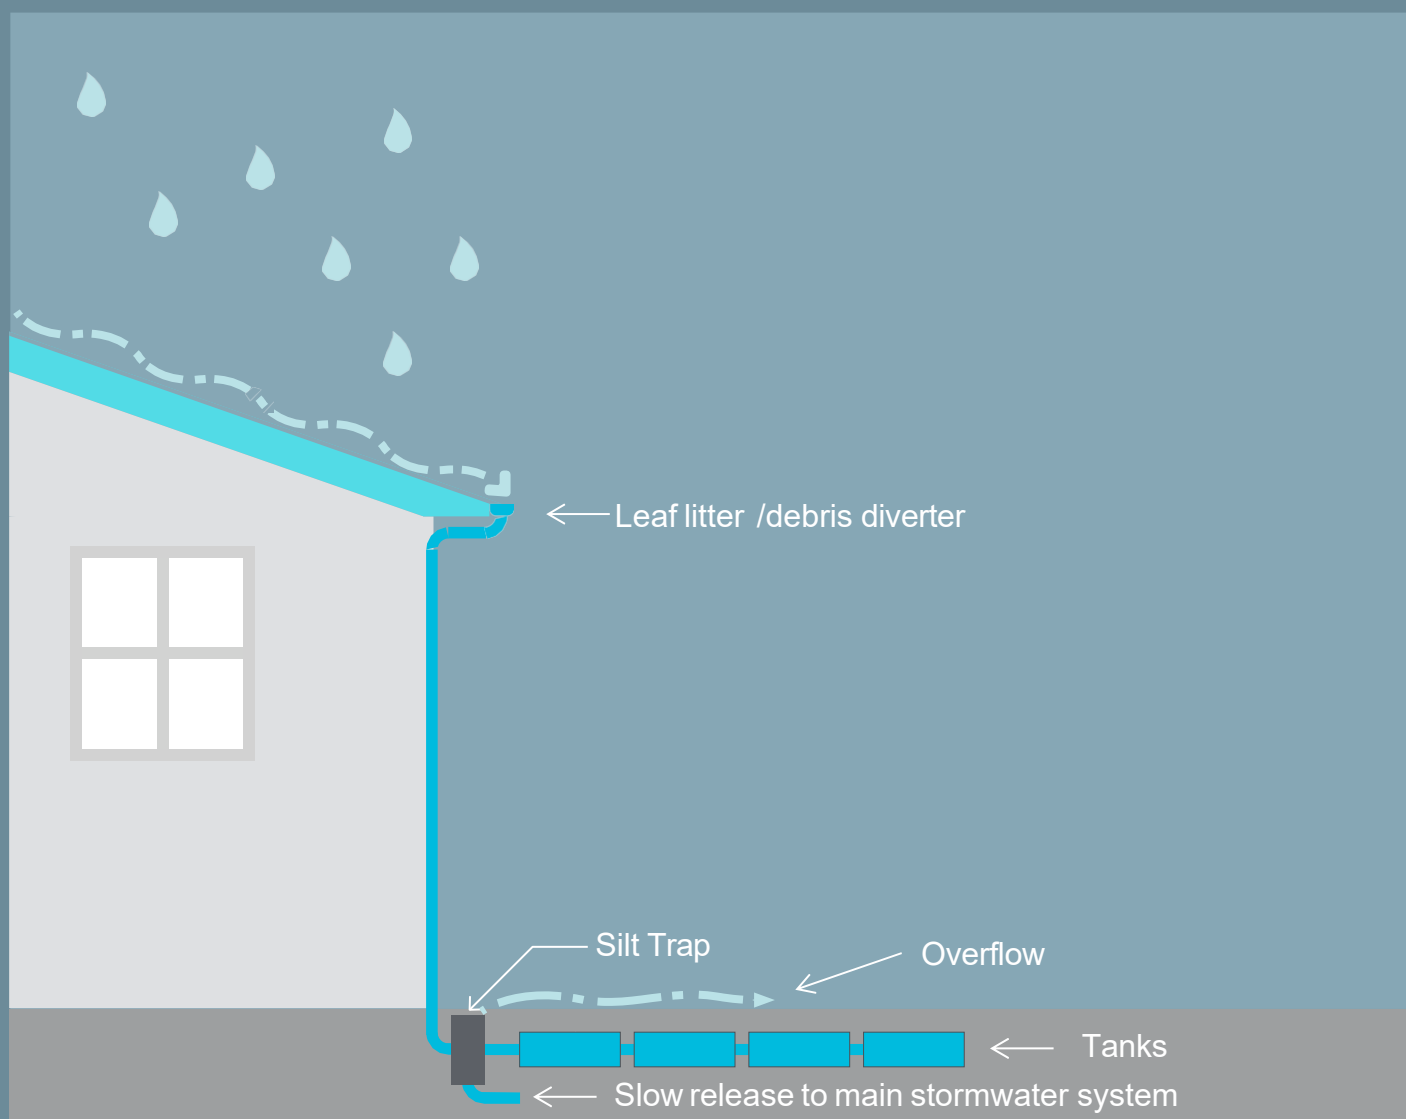 Leaf litter /debris diverter
Silt Trap
Overflow
Tanks
Slow release to main stormwater system